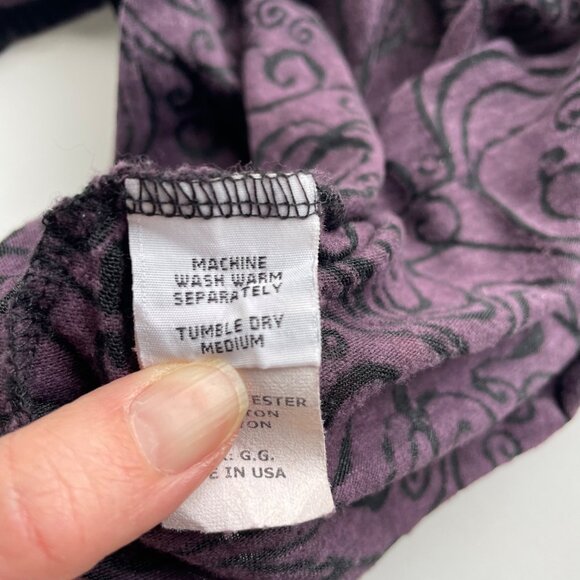 MACHINE
WASH WARM
SEPARATELY
TUMBLE DRY
MEDIUM
ESTER
TON
TON
: G.G.
E IN USA